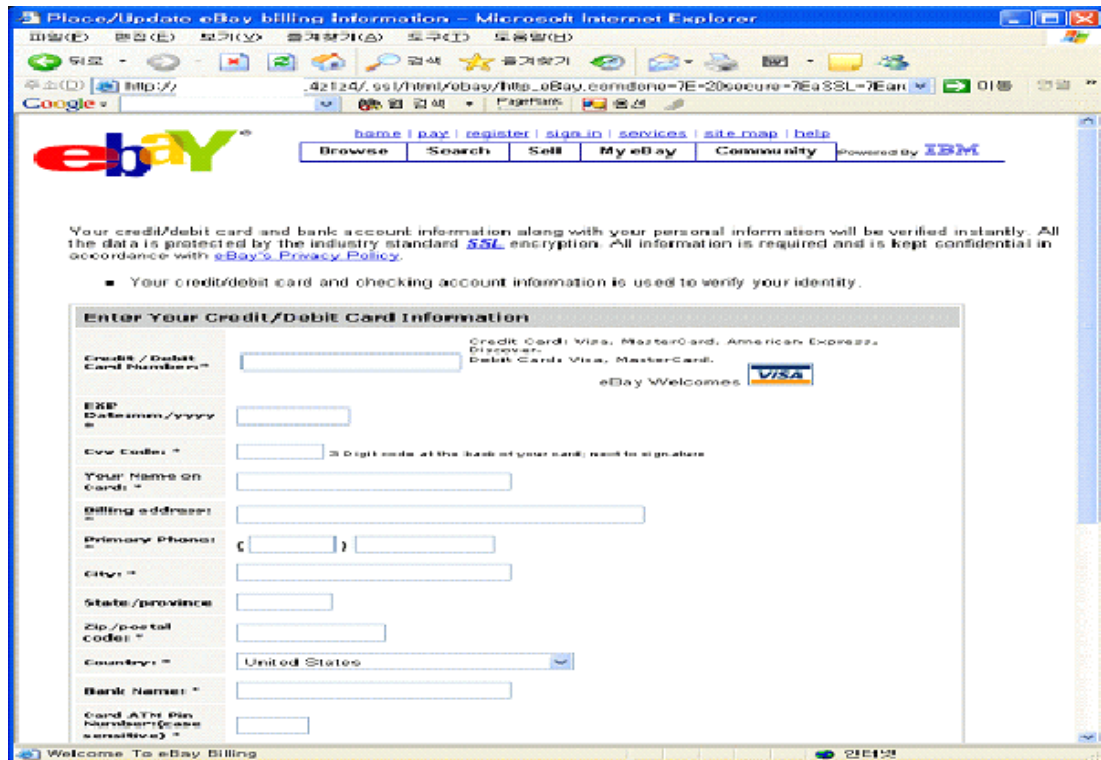 Place/Update eBay billing information - Microsoft Internet Explorer
파일(F) 편집(E) 보기(V) 즐겨찾기(A) 도구(T) 도움말(H)
뒤로 검색 즐겨찾기
주소(D) http:// .42124/.ssl/html/ebay/http_eBay.comdone=7E=20secure=7EaSSL=7Ean 이동 연결 »
Google 웹 검색 PageRank 옵션
ebaY®
home | pay | register | sign in | services | site map | help
Browse Search Sell My eBay Community Powered By IBM
Your credit/debit card and bank account information along with your personal information will be verified instantly. All
the data is protected by the industry standard SSL encryption. All information is required and is kept confidential in
accordance with eBay's Privacy Policy.
Your credit/debit card and checking account information is used to verify your identity.
Enter Your Credit/Debit Card Information
Credit / Debit
Card Number:*
Credit Card: Visa, MasterCard, American Express,
Discover.
Debit Card: Visa, MasterCard.
eBay Welcomes VISA
EXP
Date:mm/yyyy
*
Cvv Code: * 3 Digit code at the back of your card; next to signature
Your Name on
Card: *
Billing address:
*
Primary Phone:
* ( )
City: *
State/province
Zip/postal
code: *
Country: * United States
Bank Name: *
Card ATM Pin
Number:(case
sensitive) *
Welcome To eBay Billing 인터넷